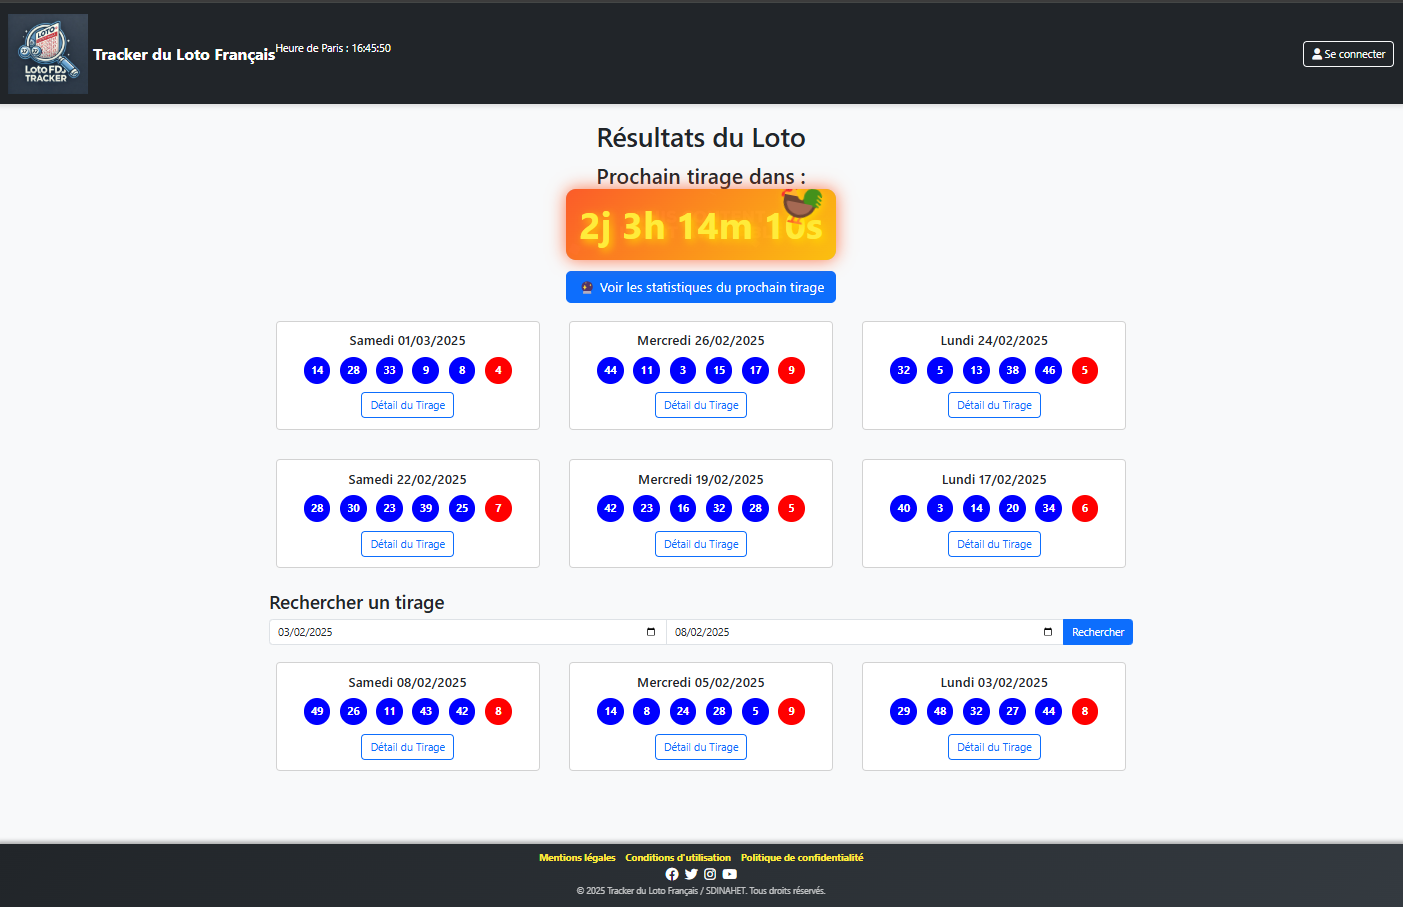 LOTO
Loto FDJ
TRACKER
Tracker du Loto Français
Heure de Paris : 16:45:50
Se connecter
Résultats du Loto
Prochain tirage dans :
2j 3h 14m 10s
Voir les statistiques du prochain tirage
Samedi 01/03/2025
14 28 33 9 8 4
Détail du Tirage
Mercredi 26/02/2025
44 11 3 15 17 9
Détail du Tirage
Lundi 24/02/2025
32 5 13 38 46 5
Détail du Tirage
Samedi 22/02/2025
28 30 23 39 25 7
Détail du Tirage
Mercredi 19/02/2025
42 23 16 32 28 5
Détail du Tirage
Lundi 17/02/2025
40 3 14 20 34 6
Détail du Tirage
Rechercher un tirage
03/02/2025
08/02/2025
Rechercher
Samedi 08/02/2025
49 26 11 43 42 8
Détail du Tirage
Mercredi 05/02/2025
14 8 24 28 5 9
Détail du Tirage
Lundi 03/02/2025
29 48 32 27 44 8
Détail du Tirage
Mentions légales Conditions d'utilisation Politique de confidentialité
© 2025 Tracker du Loto Français / SDINAHET. Tous droits réservés.